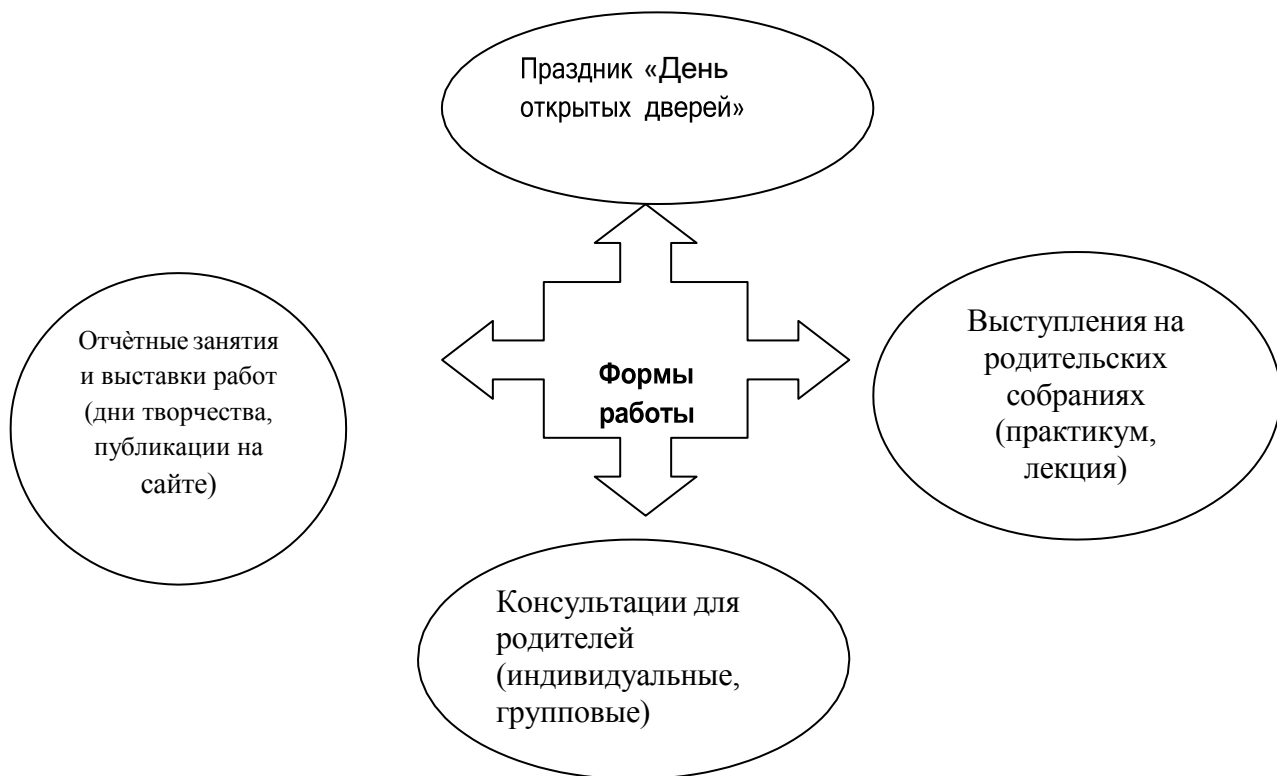 Праздник «День
открытых дверей»
Отчѐтные занятия
и выставки работ
(дни творчества,
публикации на
сайте)
Формы
работы
Выступления на
родительских
собраниях
(практикум,
лекция)
Консультации для
родителей
(индивидуальные,
групповые)